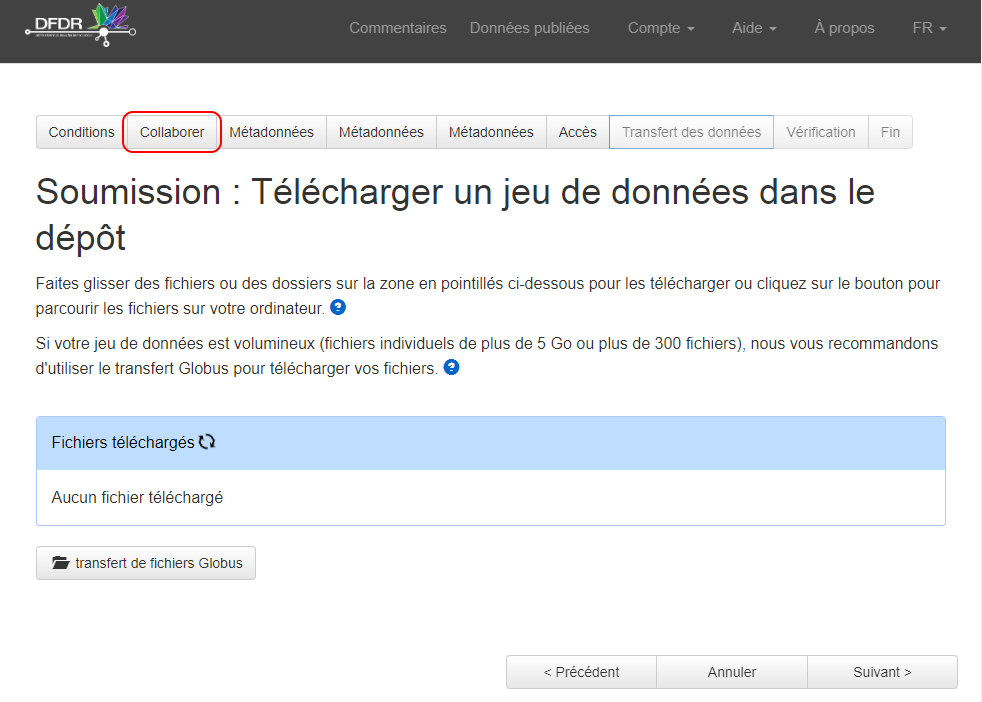 DFDR
Commentaires Données publiées Compte Aide À propos FR
Conditions Collaborer Métadonnées Métadonnées Métadonnées Accès Transfert des données Vérification Fin
Soumission : Télécharger un jeu de données dans le
dépôt
Faites glisser des fichiers ou des dossiers sur la zone en pointillés ci-dessous pour les télécharger ou cliquez sur le bouton pour
parcourir les fichiers sur votre ordinateur. ?
Si votre jeu de données est volumineux (fichiers individuels de plus de 5 Go ou plus de 300 fichiers), nous vous recommandons
d'utiliser le transfert Globus pour télécharger vos fichiers. ?
Fichiers téléchargés
Aucun fichier téléchargé
transfert de fichiers Globus
< Précédent Annuler Suivant >